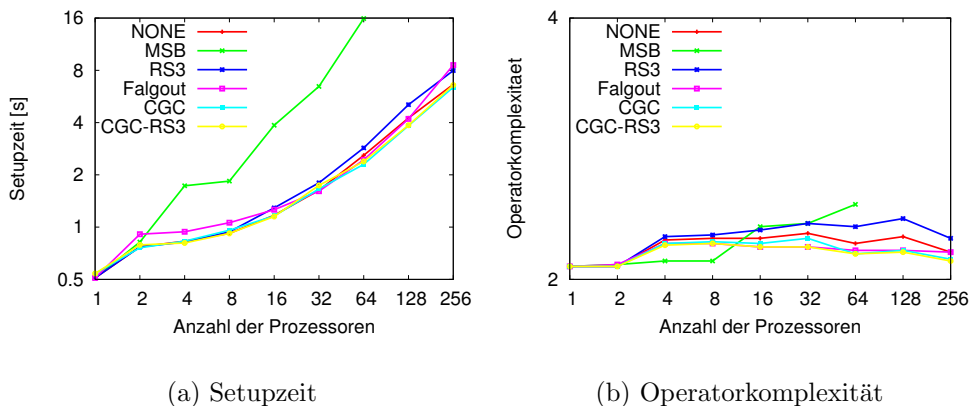 Setupzeit [s]
16
8
4
2
1
0.5
NONE
MSB
RS3
Falgout
CGC
CGC-RS3
1 2 4 8 16 32 64 128 256
Anzahl der Prozessoren
(a) Setupzeit
Operatorkomplexitaet
4
2
NONE
MSB
RS3
Falgout
CGC
CGC-RS3
1 2 4 8 16 32 64 128 256
Anzahl der Prozessoren
(b) Operatorkomplexität